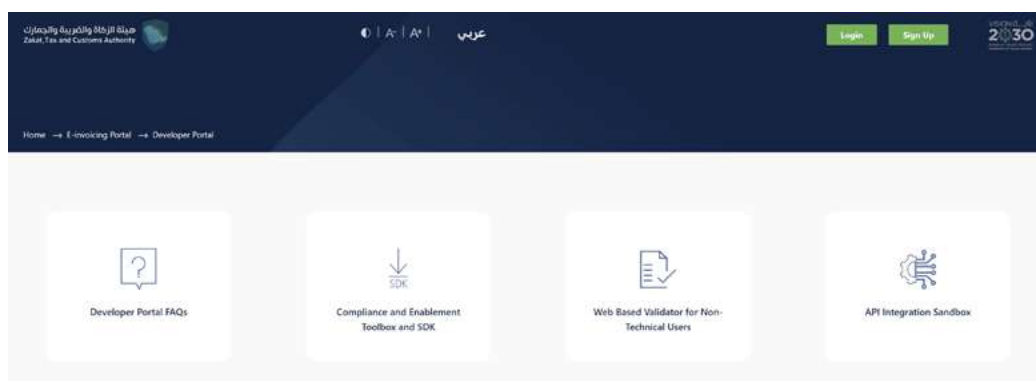 هيئة الزكاة والضريبة والجمارك
Zakat, Tax and Customs Authority
A- | A+ | عربي
Login
Sign Up
2030
Home → E-invoicing Portal → Developer Portal
?
SDK
Developer Portal FAQs
Compliance and Enablement
Toolbox and SDK
Web Based Validator for Non-
Technical Users
API Integration Sandbox